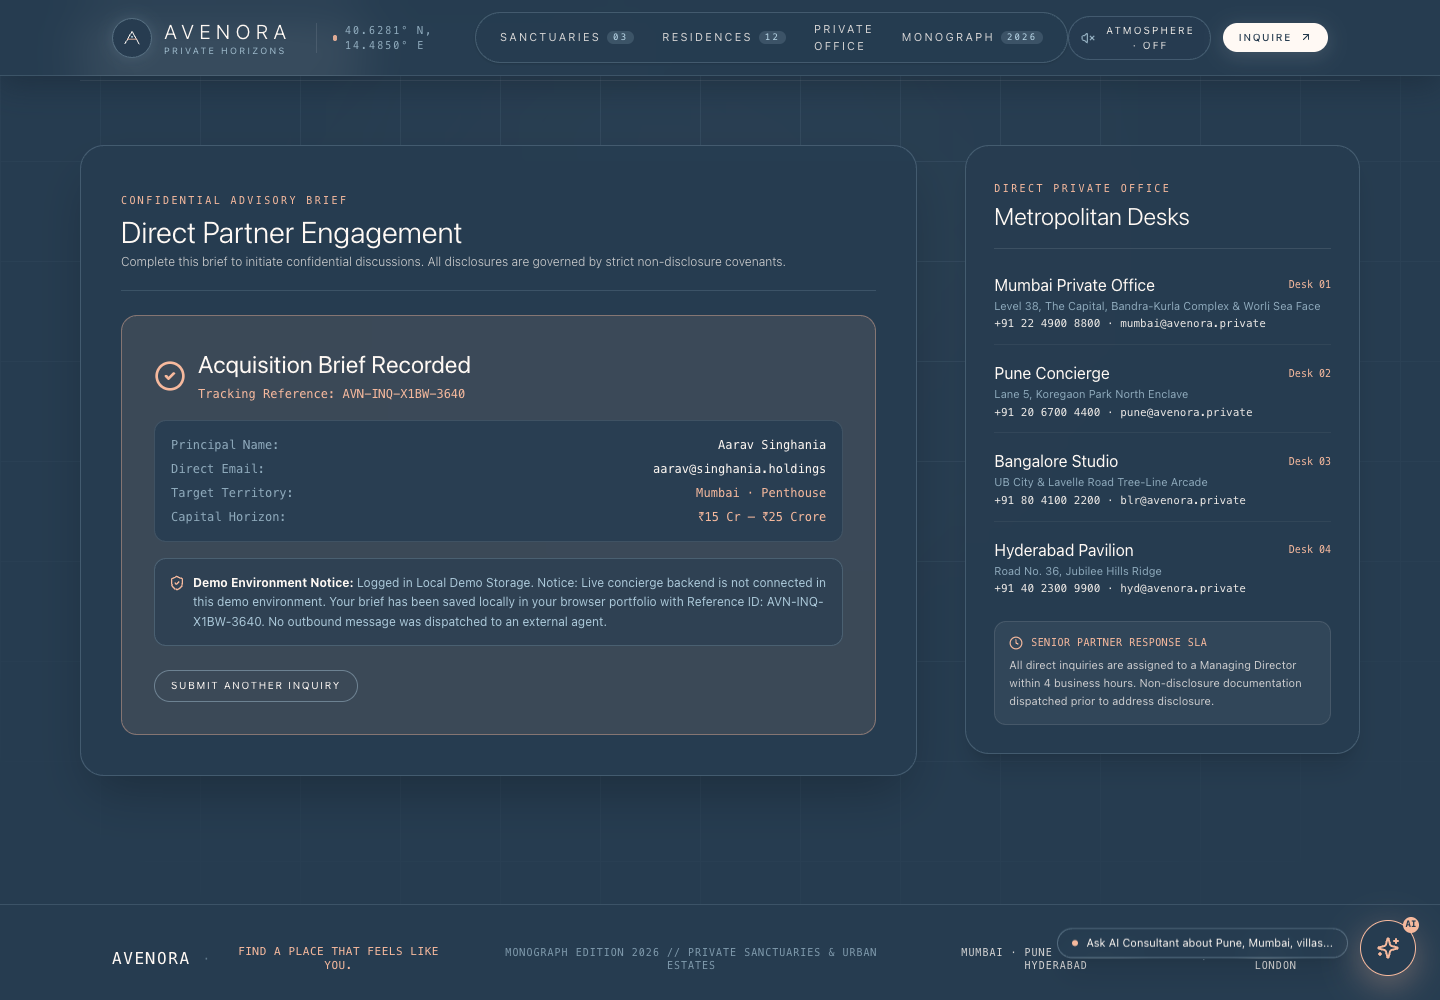 AVENORA
PRIVATE HORIZONS
40.6281° N,
14.4850° E
SANCTUARIES 03
RESIDENCES 12
PRIVATE
OFFICE
MONOGRAPH 2026
ATMOSPHERE
· OFF
INQUIRE
CONFIDENTIAL ADVISORY BRIEF
Direct Partner Engagement
Complete this brief to initiate confidential discussions. All disclosures are governed by strict non-disclosure covenants.
Acquisition Brief Recorded
Tracking Reference: AVN-INQ-X1BW-3640
Principal Name: Aarav Singhania
Direct Email: aarav@singhania.holdings
Target Territory: Mumbai · Penthouse
Capital Horizon: ₹15 Cr — ₹25 Crore
Demo Environment Notice: Logged in Local Demo Storage. Notice: Live concierge backend is not connected in
this demo environment. Your brief has been saved locally in your browser portfolio with Reference ID: AVN-INQ-
X1BW-3640. No outbound message was dispatched to an external agent.
SUBMIT ANOTHER INQUIRY
DIRECT PRIVATE OFFICE
Metropolitan Desks
Mumbai Private Office Desk 01
Level 38, The Capital, Bandra-Kurla Complex & Worli Sea Face
+91 22 4900 8800 · mumbai@avenora.private
Pune Concierge Desk 02
Lane 5, Koregaon Park North Enclave
+91 20 6700 4400 · pune@avenora.private
Bangalore Studio Desk 03
UB City & Lavelle Road Tree-Line Arcade
+91 80 4100 2200 · blr@avenora.private
Hyderabad Pavilion Desk 04
Road No. 36, Jubilee Hills Ridge
+91 40 2300 9900 · hyd@avenora.private
SENIOR PARTNER RESPONSE SLA
All direct inquiries are assigned to a Managing Director
within 4 business hours. Non-disclosure documentation
dispatched prior to address disclosure.
AVENORA ·
FIND A PLACE THAT FEELS LIKE
YOU.
MONOGRAPH EDITION 2026 // PRIVATE SANCTUARIES & URBAN
ESTATES
MUMBAI · PUNE
HYDERABAD
LONDON
Ask AI Consultant about Pune, Mumbai, villas...
AI